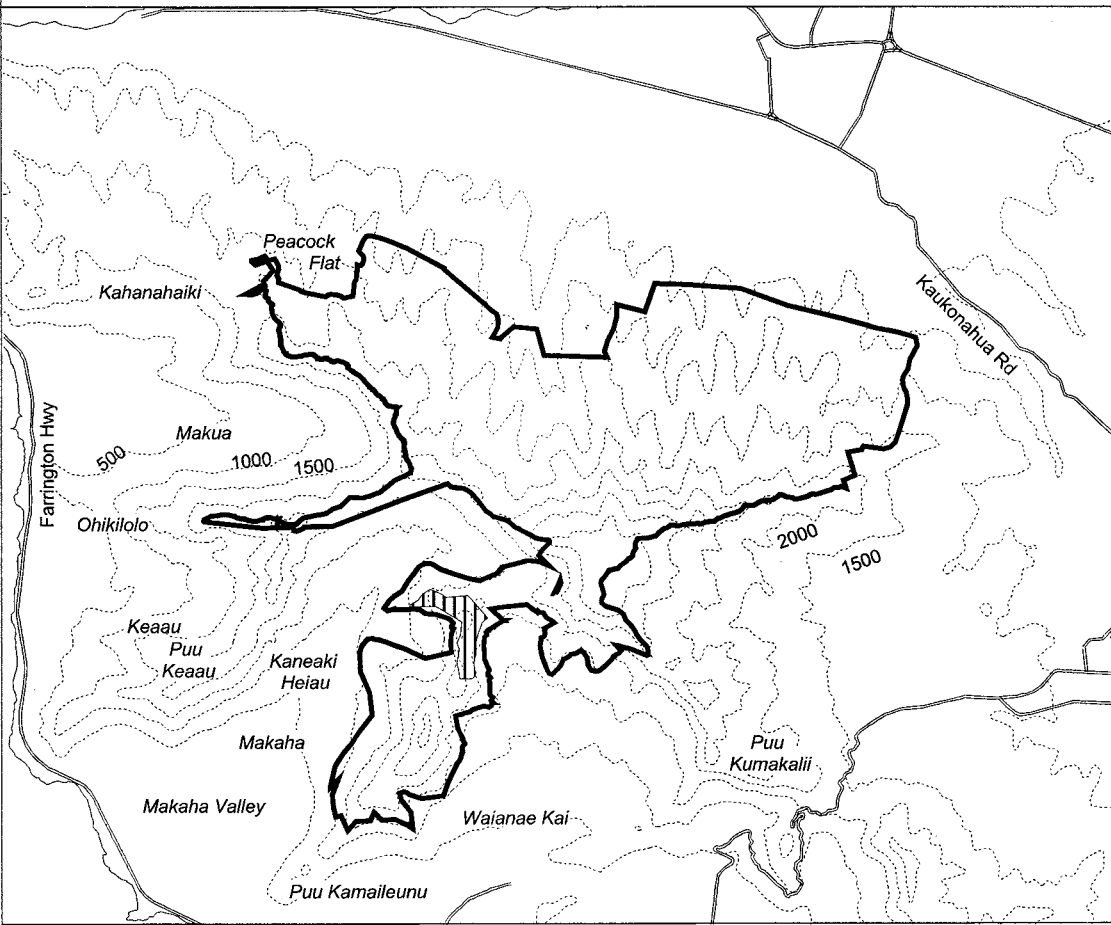 Peacock
Flat
Kahanahaiki
Kaukonahua Rd
Farrington Hwy
Makua
500
1000
1500
Ohikilolo
2000
1500
Keaau
Puu
Keaau
Kaneaki
Heiau
Makaha
Puu
Kumakalii
Makaha Valley
Waianae Kai
Puu Kamaileunu